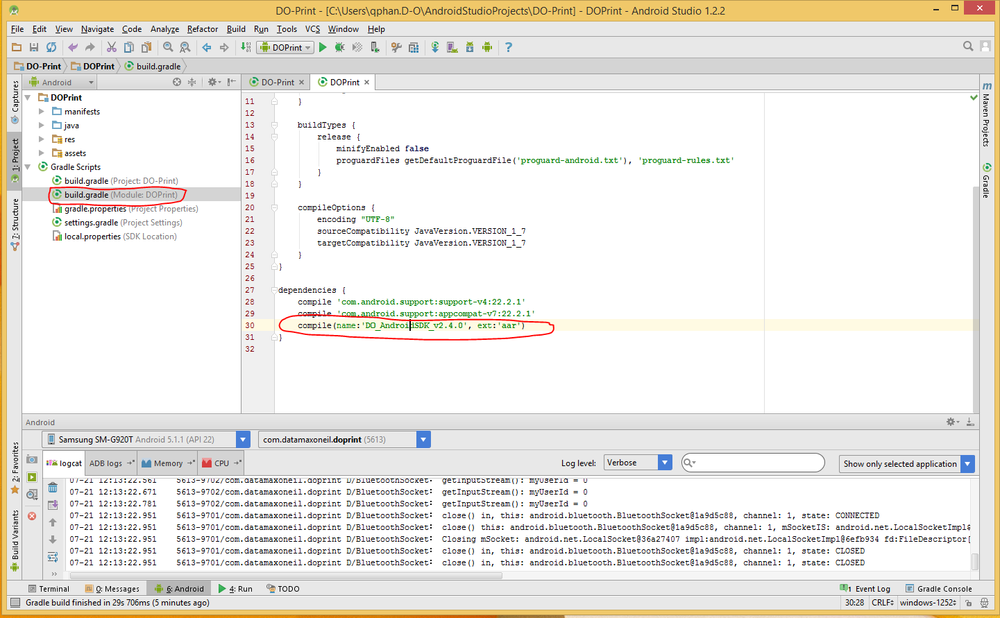 DO-Print - [C:\Users\qphan.D-O\AndroidStudioProjects\DO-Print] - DOPrint - Android Studio 1.2.2
File Edit View Navigate Code Analyze Refactor Build Run Tools VCS Window Help
DOPrint
DO-Print DOPrint build.gradle
Android
DO-Print DOPrint
Captures
1: Project
7: Structure
2: Favorites
Build Variants
DOPrint
manifests
java
res
assets
Gradle Scripts
build.gradle (Project: DO-Print)
build.gradle (Module: DOPrint)
gradle.properties (Project Properties)
settings.gradle (Project Settings)
local.properties (SDK Location)
11 }
12
13 buildTypes {
14 release {
15 minifyEnabled false
16 proguardFiles getDefaultProguardFile('proguard-android.txt'), 'proguard-rules.txt'
17 }
18 }
19
20 compileOptions {
21 encoding "UTF-8"
22 sourceCompatibility JavaVersion.VERSION_1_7
23 targetCompatibility JavaVersion.VERSION_1_7
24 }
25 }
26
27 dependencies {
28 compile 'com.android.support:support-v4:22.2.1'
29 compile 'com.android.support:appcompat-v7:22.2.1'
30 compile(name:'DO_AndroidSDK_v2.4.0', ext:'aar')
31 }
32
m Maven Projects
Gradle
Android
Samsung SM-G920T Android 5.1.1 (API 22) com.datamaxoneil.doprint (5613)
logcat ADB logs Memory CPU Log level: Verbose Show only selected application
07-21 12:13:22.561 5613-9702/com.datamaxoneil.doprint D/BluetoothSocket: getInputStream(): myUserId = 0
07-21 12:13:22.671 5613-9702/com.datamaxoneil.doprint D/BluetoothSocket: getInputStream(): myUserId = 0
07-21 12:13:22.781 5613-9702/com.datamaxoneil.doprint D/BluetoothSocket: getInputStream(): myUserId = 0
07-21 12:13:22.951 5613-9701/com.datamaxoneil.doprint D/BluetoothSocket: close() in, this: android.bluetooth.BluetoothSocket@1a9d5c88, channel: 1, state: CONNECTED
07-21 12:13:22.951 5613-9701/com.datamaxoneil.doprint D/BluetoothSocket: close() this: android.bluetooth.BluetoothSocket@1a9d5c88, channel: 1, mSocketIS: android.net.LocalSocketImpl$
07-21 12:13:22.951 5613-9701/com.datamaxoneil.doprint D/BluetoothSocket: Closing mSocket: android.net.LocalSocket@36a27407 impl:android.net.LocalSocketImpl@6efb934 fd:FileDescriptor[
07-21 12:13:22.951 5613-9701/com.datamaxoneil.doprint D/BluetoothSocket: close() in, this: android.bluetooth.BluetoothSocket@1a9d5c88, channel: 1, state: CLOSED
07-21 12:13:22.951 5613-9701/com.datamaxoneil.doprint D/BluetoothSocket: close() in, this: android.bluetooth.BluetoothSocket@1a9d5c88, channel: 1, state: CLOSED
Terminal 0: Messages 6: Android 4: Run TODO 1 Event Log Gradle Console
Gradle build finished in 29s 706ms (5 minutes ago) 30:28 CRLF windows-1252